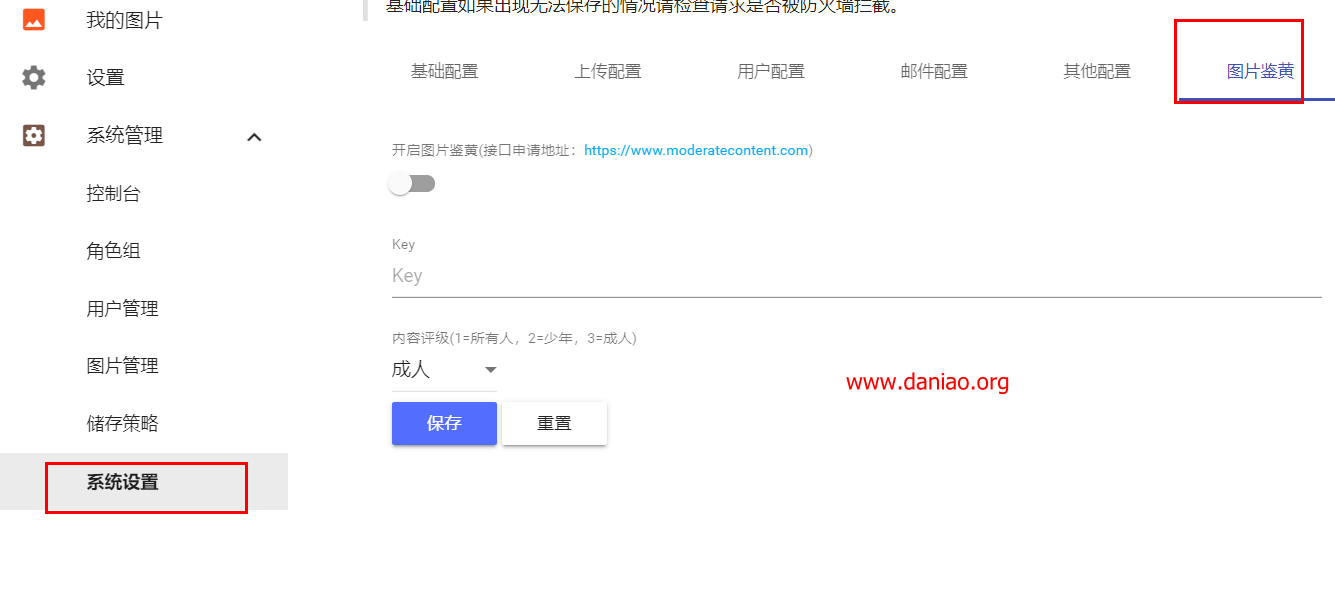 基础配置如果出现无法保存的情况请检查请求是否被防火墙拦截。
我的图片
设置
系统管理
控制台
角色组
用户管理
图片管理
储存策略
系统设置
基础配置 上传配置 用户配置 邮件配置 其他配置 图片鉴黄
开启图片鉴黄(接口申请地址：https://www.moderatecontent.com)
Key
Key
内容评级(1=所有人，2=少年，3=成人)
成人
保存 重置
www.daniao.org